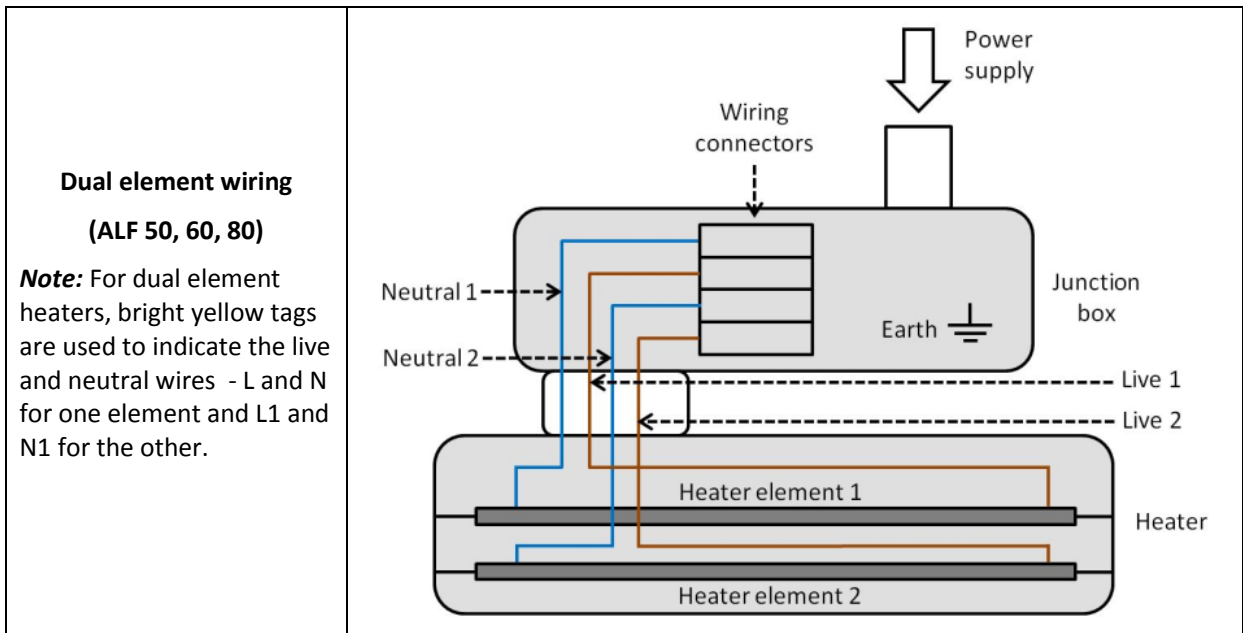 Dual element wiring
(ALF 50, 60, 80)
Note: For dual element
heaters, bright yellow tags
are used to indicate the live
and neutral wires  - L and N
for one element and L1 and
N1 for the other.
Power
supply
Wiring
connectors
Neutral 1
Junction
box
Earth
Neutral 2
Live 1
Live 2
Heater element 1
Heater
Heater element 2